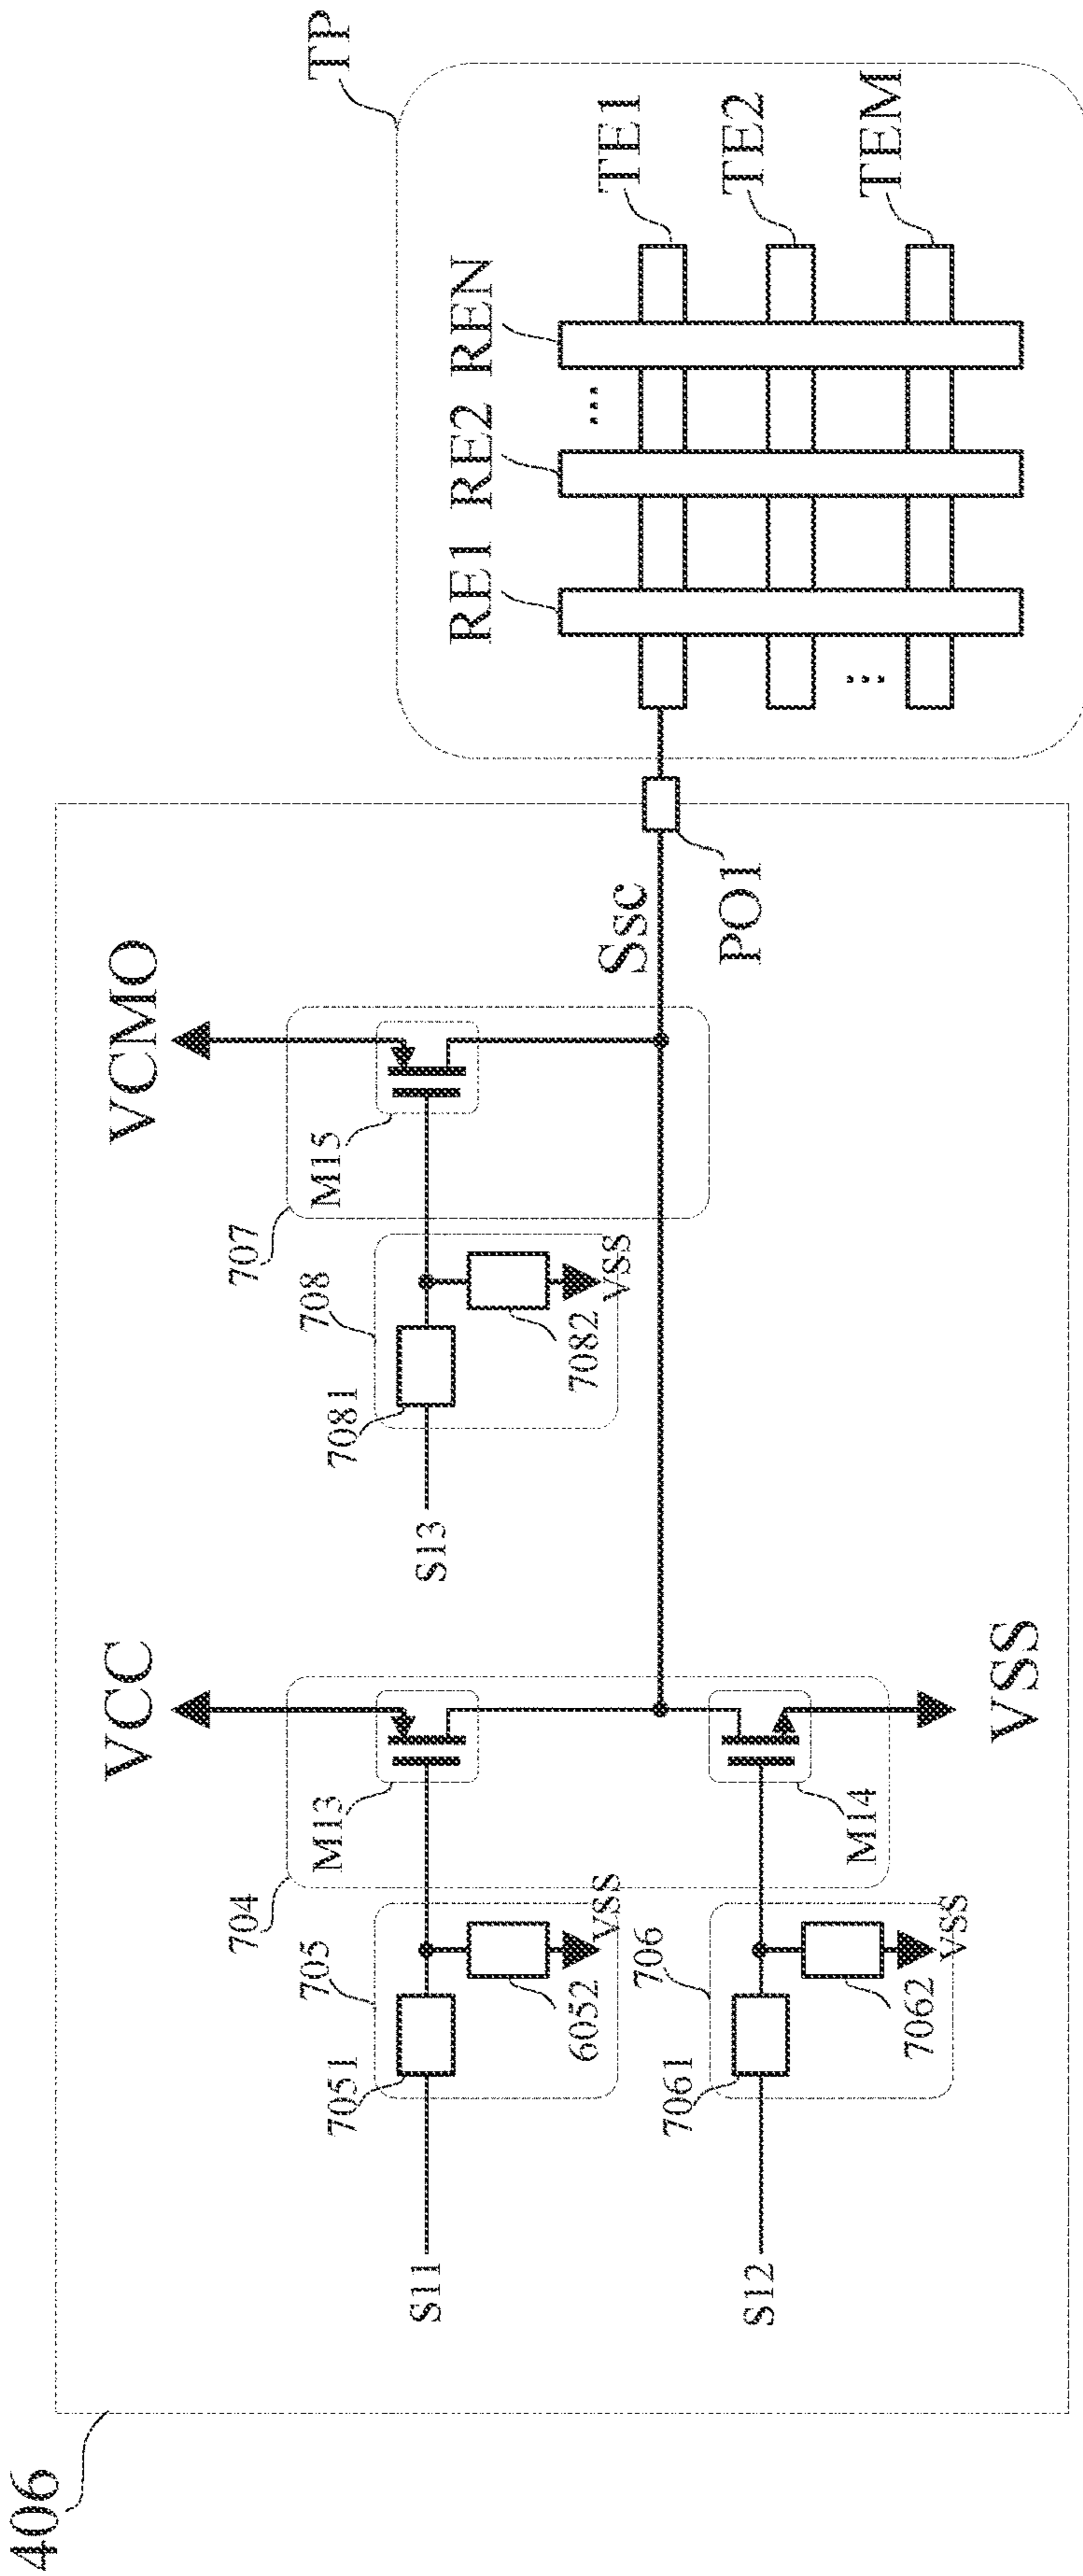 406
VCC
VCMO
TP
704
M13
705
7051
6052
VSS
S11
706
7061
7062
VSS
S12
M14
VSS
707
M15
708
7081
7082
VSS
S13
SSC
PO1
RE1
RE2
REN
...
TE1
TE2
...
TEM